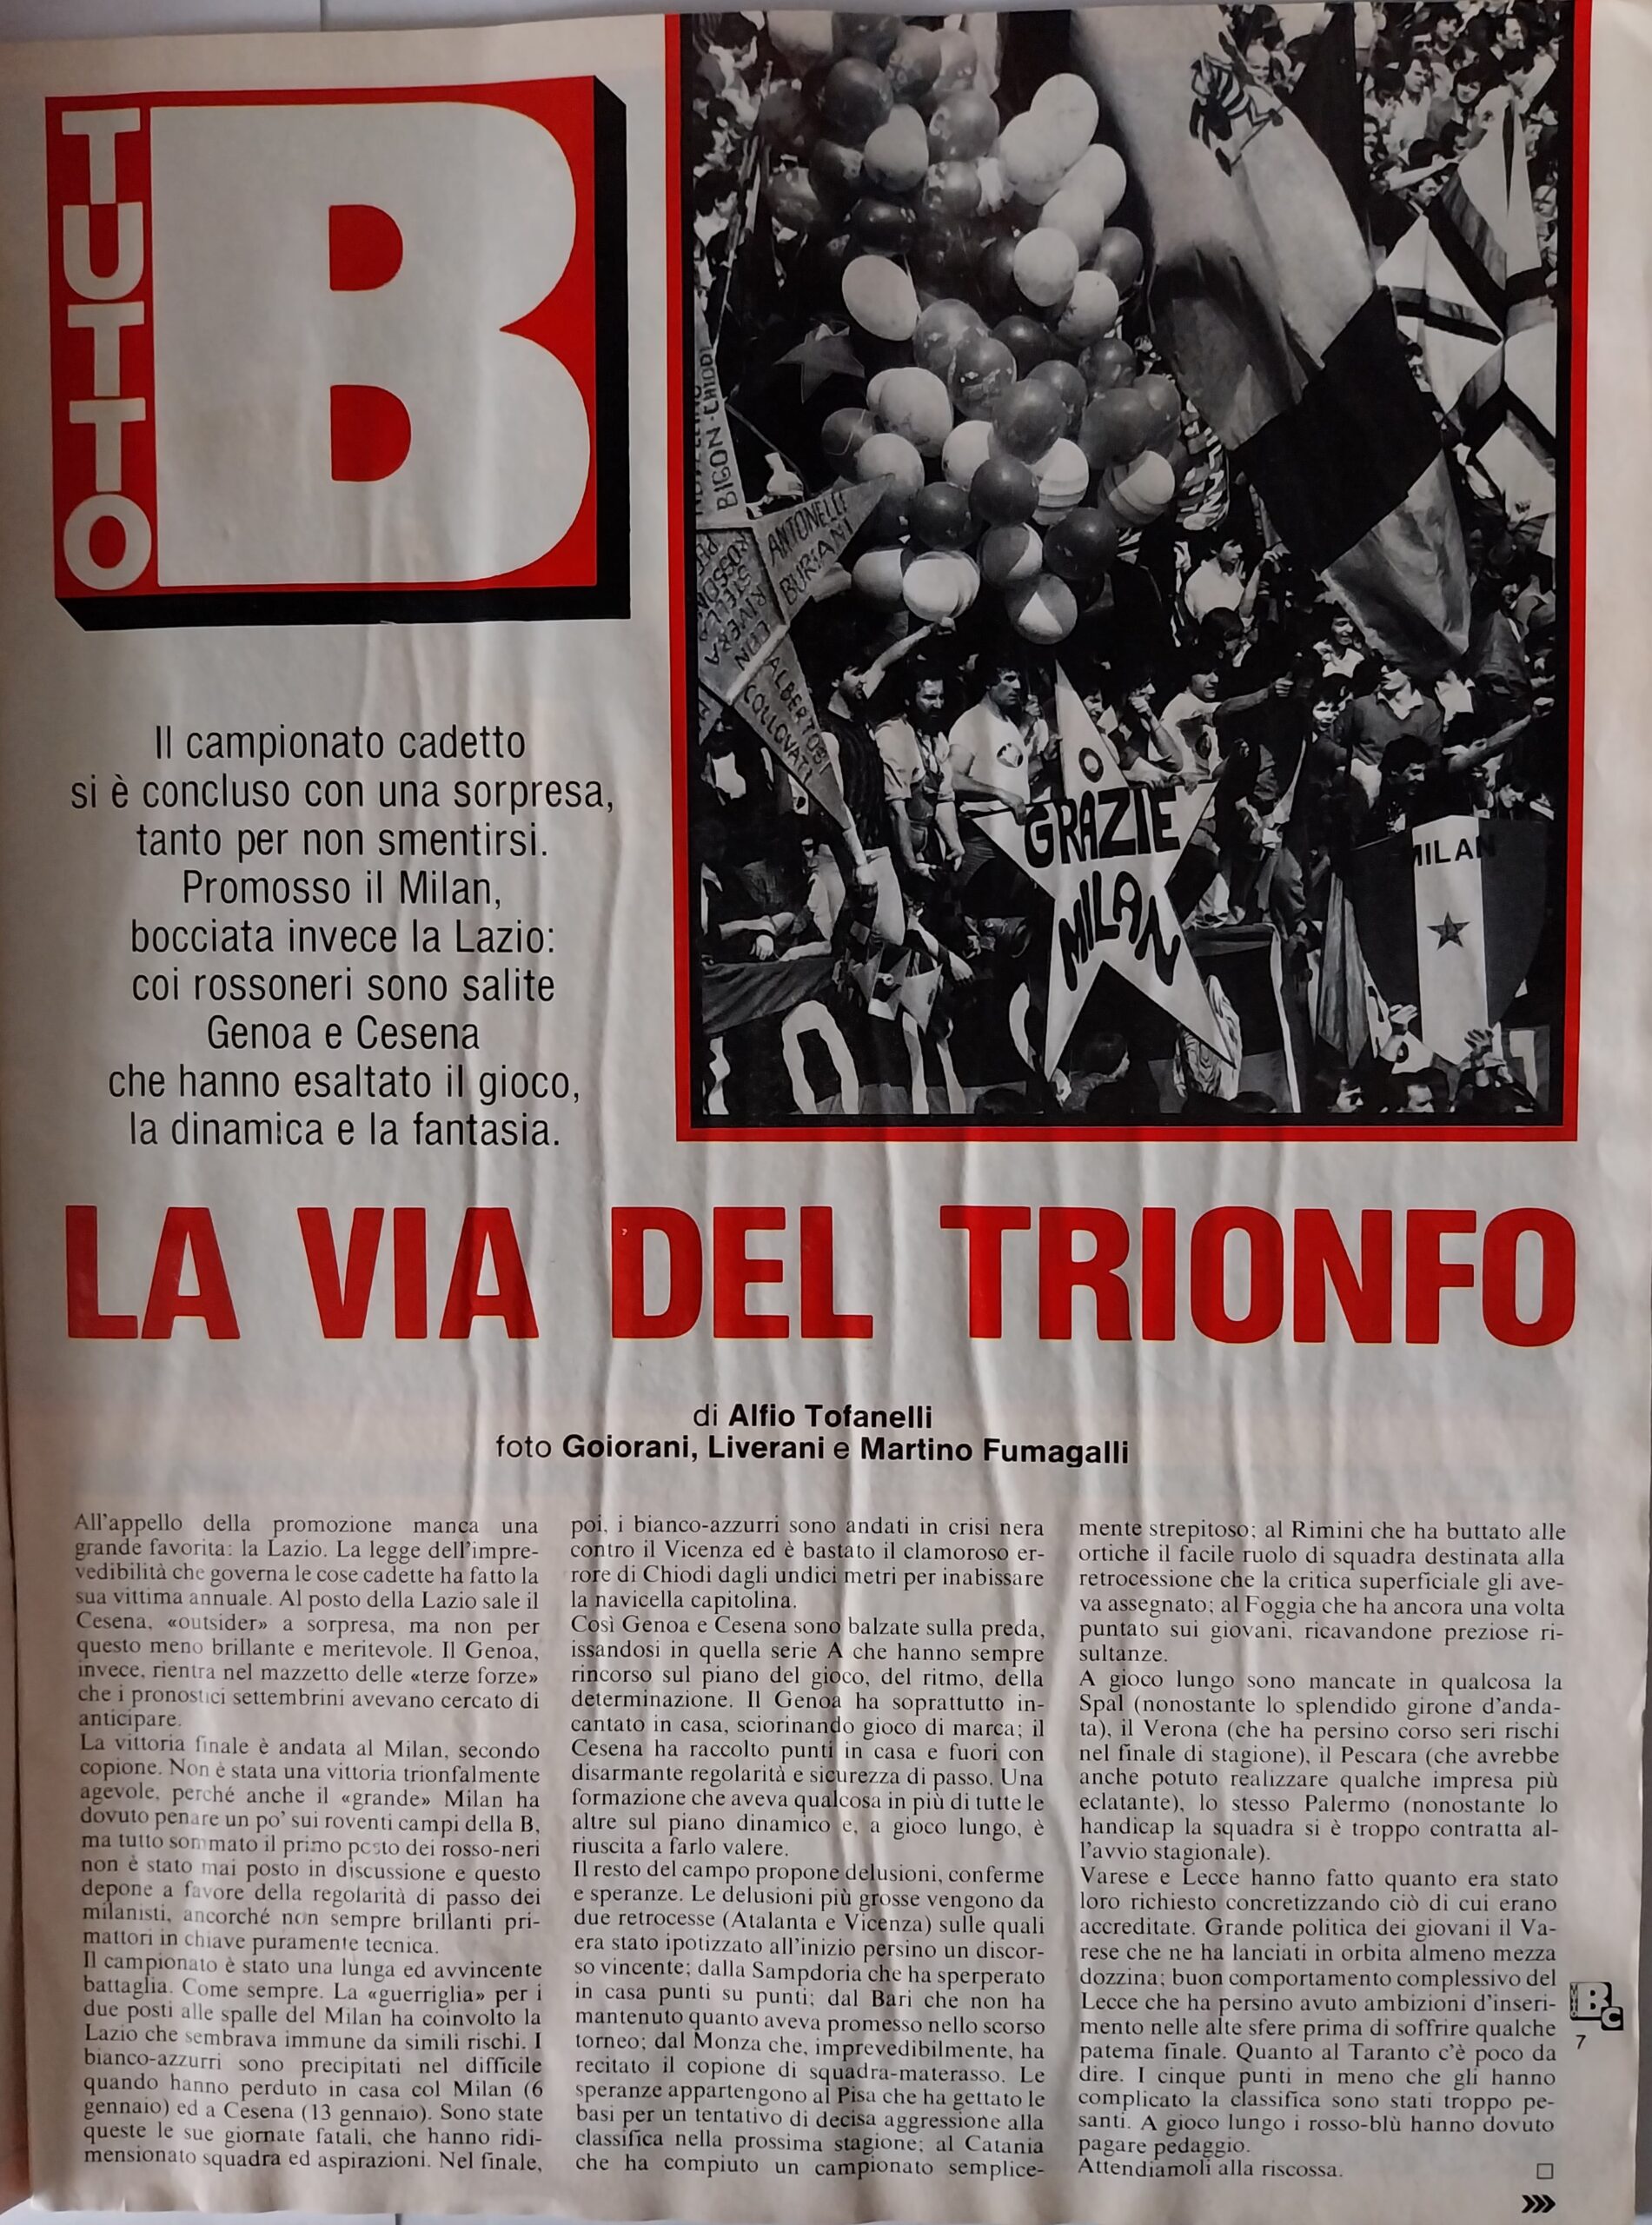 TUTTO
B
BIGON-CHIODI
ANTONELLI
BURIANI
STELLA
RIVERA
ALBERTOSI
COLLOVATI
O
GRAZIE
MILAN
MILAN
Il campionato cadetto
si è concluso con una sorpresa,
tanto per non smentirsi.
Promosso il Milan,
bocciata invece la Lazio:
coi rossoneri sono salite
Genoa e Cesena
che hanno esaltato il gioco,
la dinamica e la fantasia.
LA VIA DEL TRIONFO
di Alfio Tofanelli
foto Goiorani, Liverani e Martino Fumagalli
All'appello della promozione manca una
grande favorita: la Lazio. La legge dell'impre-
vedibilità che governa le cose cadette ha fatto la
sua vittima annuale. Al posto della Lazio sale il
Cesena, «outsider» a sorpresa, ma non per
questo meno brillante e meritevole. Il Genoa,
invece, rientra nel mazzetto delle «terze forze»
che i pronostici settembrini avevano cercato di
anticipare.
La vittoria finale è andata al Milan, secondo
copione. Non è stata una vittoria trionfalmente
agevole, perché anche il «grande» Milan ha
dovuto penare un po' sui roventi campi della B,
ma tutto sommato il primo posto dei rosso-neri
non è stato mai posto in discussione e questo
depone a favore della regolarità di passo dei
milanisti, ancorché non sempre brillanti pri-
mattori in chiave puramente tecnica.
Il campionato è stato una lunga ed avvincente
battaglia. Come sempre. La «guerriglia» per i
due posti alle spalle del Milan ha coinvolto la
Lazio che sembrava immune da simili rischi. I
bianco-azzurri sono precipitati nel difficile
quando hanno perduto in casa col Milan (6
gennaio) ed a Cesena (13 gennaio). Sono state
queste le sue giornate fatali, che hanno ridi-
mensionato squadra ed aspirazioni. Nel finale,
poi, i bianco-azzurri sono andati in crisi nera
contro il Vicenza ed è bastato il clamoroso er-
rore di Chiodi dagli undici metri per inabissare
la navicella capitolina.
Così Genoa e Cesena sono balzate sulla preda,
issandosi in quella serie A che hanno sempre
rincorso sul piano del gioco, del ritmo, della
determinazione. Il Genoa ha soprattutto in-
cantato in casa, sciorinando gioco di marca; il
Cesena ha raccolto punti in casa e fuori con
disarmante regolarità e sicurezza di passo. Una
formazione che aveva qualcosa in più di tutte le
altre sul piano dinamico e, a gioco lungo, è
riuscita a farlo valere.
Il resto del campo propone delusioni, conferme
e speranze. Le delusioni più grosse vengono da
due retrocesse (Atalanta e Vicenza) sulle quali
era stato ipotizzato all'inizio persino un discor-
so vincente; dalla Sampdoria che ha sperperato
in casa punti su punti; dal Bari che non ha
mantenuto quanto aveva promesso nello scorso
torneo; dal Monza che, imprevedibilmente, ha
recitato il copione di squadra-materasso. Le
speranze appartengono al Pisa che ha gettato le
basi per un tentativo di decisa aggressione alla
classifica nella prossima stagione; al Catania
che ha compiuto un campionato semplice-
mente strepitoso; al Rimini che ha buttato alle
ortiche il facile ruolo di squadra destinata alla
retrocessione che la critica superficiale gli ave-
va assegnato; al Foggia che ha ancora una volta
puntato sui giovani, ricavandone preziose ri-
sultanze.
A gioco lungo sono mancate in qualcosa la
Spal (nonostante lo splendido girone d'anda-
ta), il Verona (che ha persino corso seri rischi
nel finale di stagione), il Pescara (che avrebbe
anche potuto realizzare qualche impresa più
eclatante), lo stesso Palermo (nonostante lo
handicap la squadra si è troppo contratta al-
l'avvio stagionale).
Varese e Lecce hanno fatto quanto era stato
loro richiesto concretizzando ciò di cui erano
accreditate. Grande politica dei giovani il Va-
rese che ne ha lanciati in orbita almeno mezza
dozzina; buon comportamento complessivo del
Lecce che ha persino avuto ambizioni d'inseri-
mento nelle alte sfere prima di soffrire qualche
patema finale. Quanto al Taranto c'è poco da
dire. I cinque punti in meno che gli hanno
complicato la classifica sono stati troppo pe-
santi. A gioco lungo i rosso-blù hanno dovuto
pagare pedaggio.
Attendiamoli alla riscossa.
BC
7